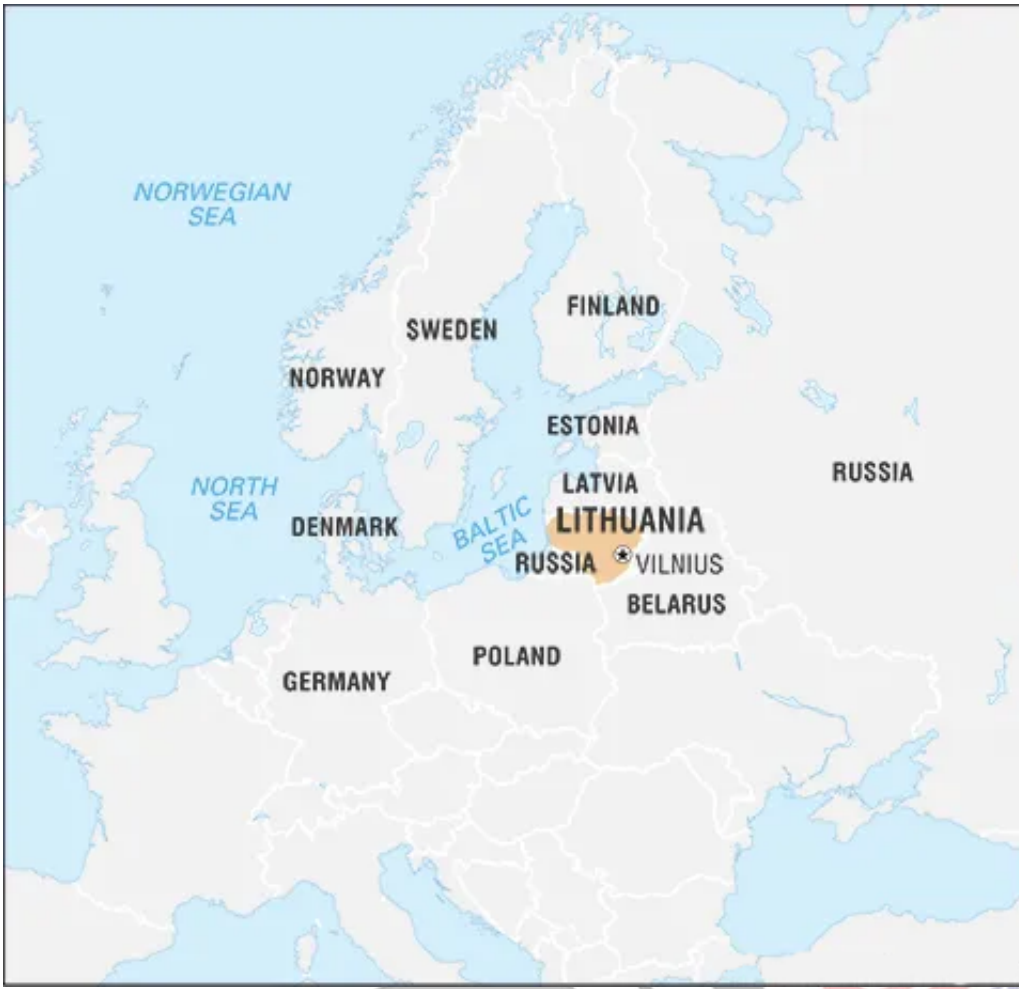 NORWEGIAN
SEA
FINLAND
SWEDEN
NORWAY
ESTONIA
RUSSIA
LATVIA
NORTH
SEA
LITHUANIA
DENMARK
BALTIC
SEA
RUSSIA
VILNIUS
BELARUS
POLAND
GERMANY